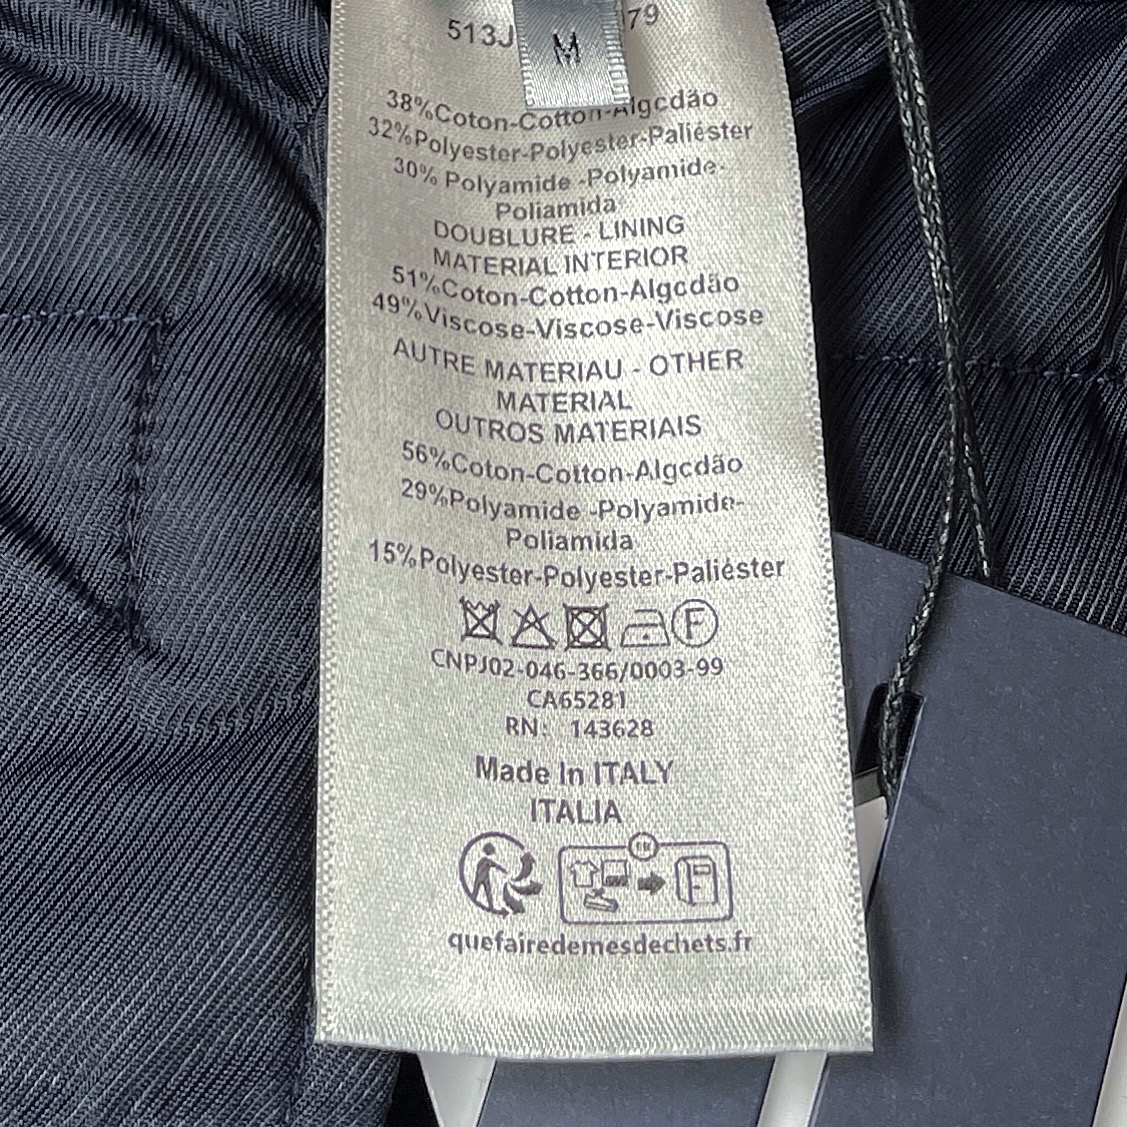 513J
M
79
38%Coton-Cotton-Algcdão
32%Polyester-Polyester-Paliéster
30% Polyamide -Polyamide-
Poliamida
DOUBLURE - LINING
MATERIAL INTERIOR
51%Coton-Cotton-Algcdão
49%Viscose-Viscose-Viscose
AUTRE MATERIAU - OTHER
MATERIAL
OUTROS MATERIAIS
56%Coton-Cotton-Algcdão
29%Polyamide -Polyamide-
Poliamida
15%Polyester-Polyester-Paliéster
F
CNPJ02-046-366/0003-99
CA65281
RN: 143628
Made In ITALY
ITALIA
quefairedemesdechets.fr